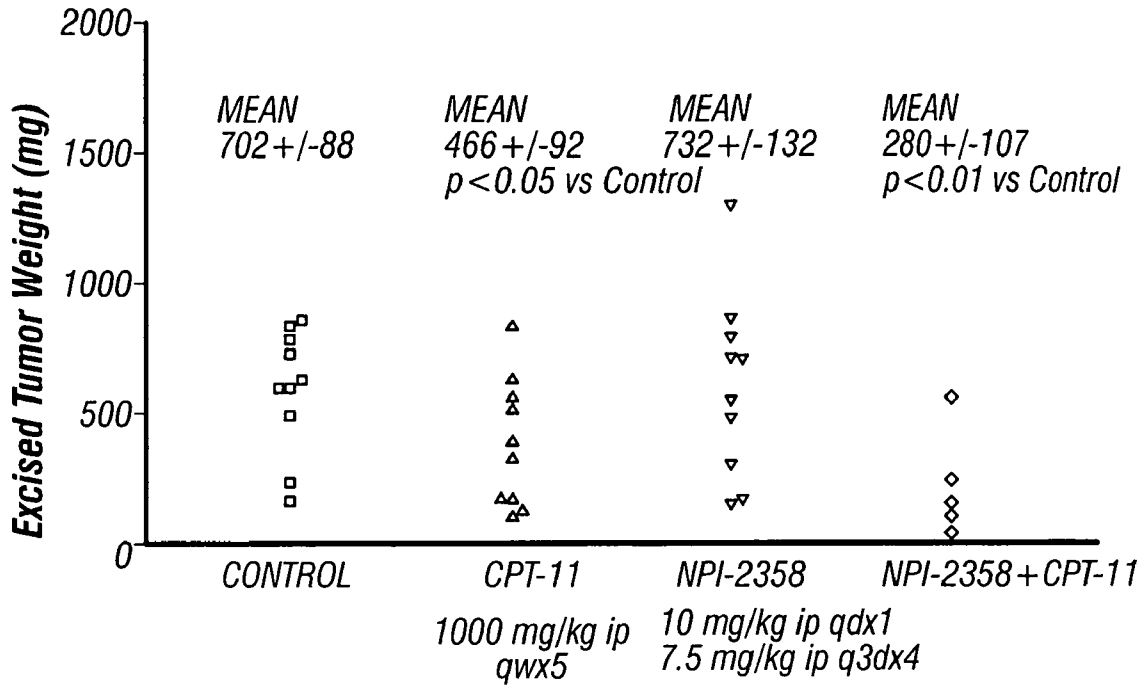 2000
1500
1000
500
0
Excised Tumor Weight (mg)
MEAN
702+/-88
MEAN
466+/-92
p<0.05 vs Control
MEAN
732+/-132
MEAN
280+/-107
p<0.01 vs Control
CONTROL
CPT-11
NPI-2358
NPI-2358+CPT-11
1000 mg/kg ip
qwx5
10 mg/kg ip qdx1
7.5 mg/kg ip q3dx4